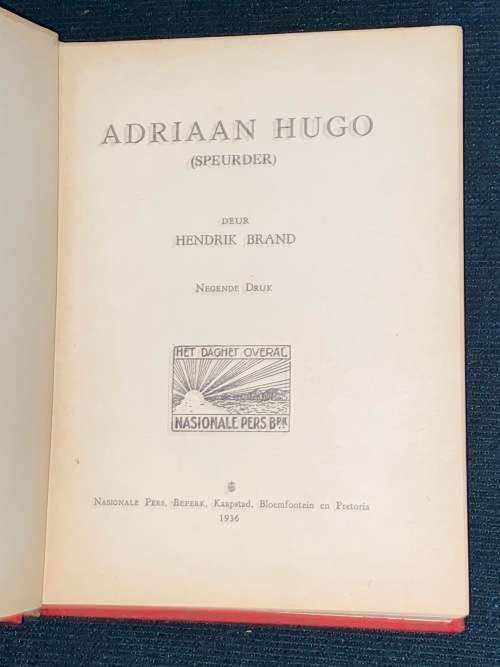 ADRIAAN HUGO
(SPEURDER)
DEUR
HENDRIK BRAND
NEGENDE DRUK
HET DAGHET OVERAL
NASIONALE PERS BPK
NASIONALE PERS, BEPERK, Kaapstad, Bloemfontein en Pretoria
1936